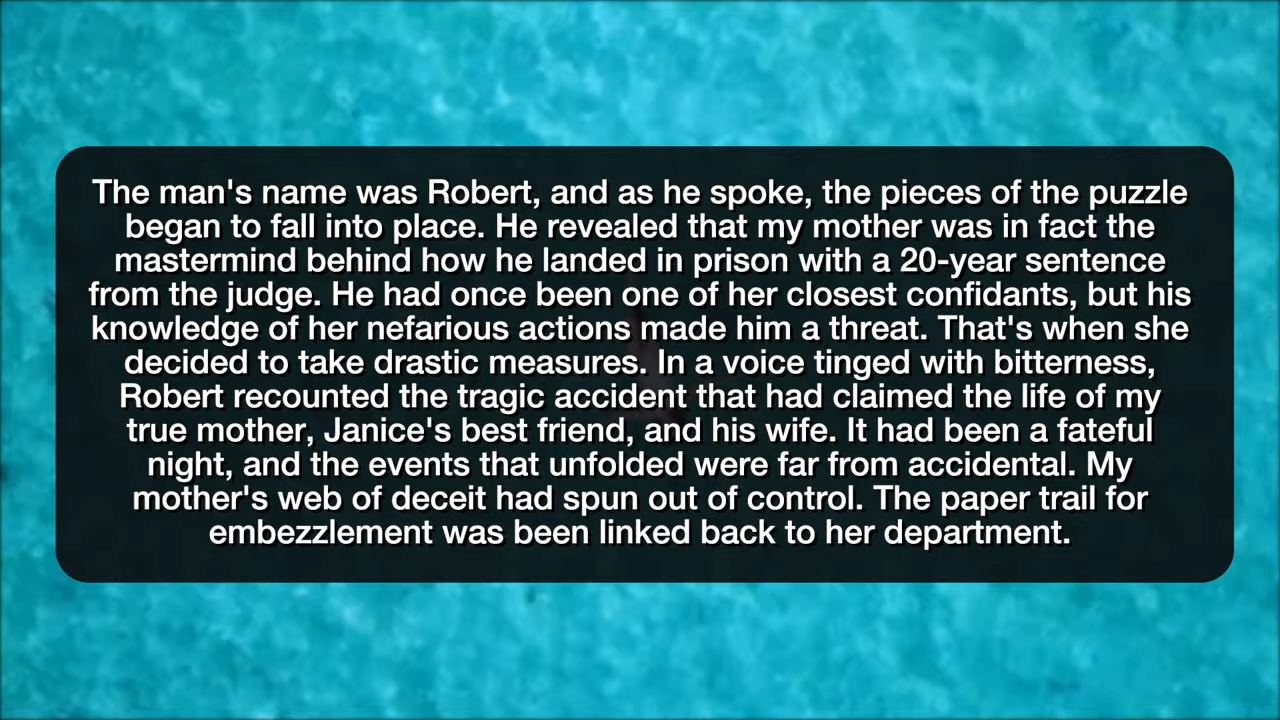 The man's name was Robert, and as he spoke, the pieces of the puzzle
began to fall into place. He revealed that my mother was in fact the
mastermind behind how he landed in prison with a 20-year sentence
from the judge. He had once been one of her closest confidants, but his
knowledge of her nefarious actions made him a threat. That's when she
decided to take drastic measures. In a voice tinged with bitterness,
Robert recounted the tragic accident that had claimed the life of my
true mother, Janice's best friend, and his wife. It had been a fateful
night, and the events that unfolded were far from accidental. My
mother's web of deceit had spun out of control. The paper trail for
embezzlement was been linked back to her department.